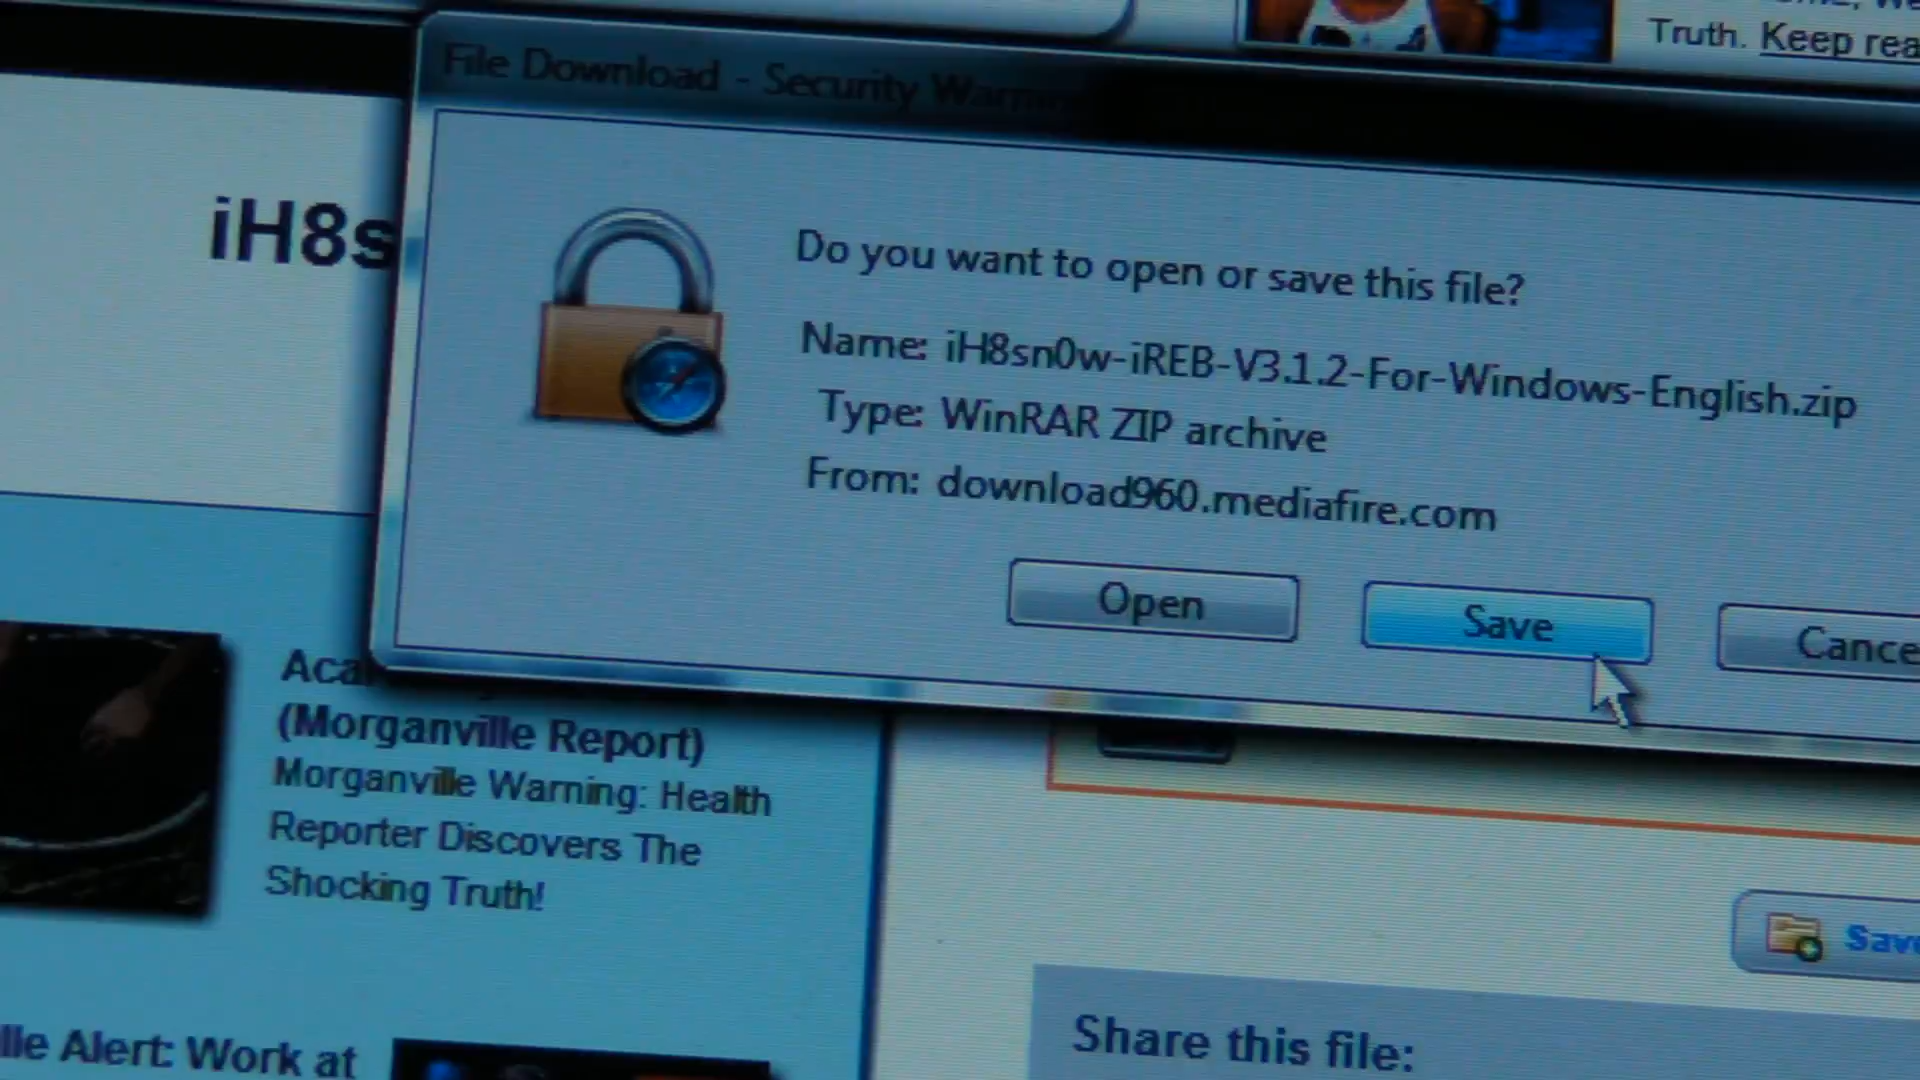 Truth. Keep
File Download - Security
iH8s
Do you want to open or save this file?
Name: iH8sn0w-iREB-V3.1.2-For-Windows-English.zip
Type: WinRAR ZIP archive
From: download960.mediafire.com
Open
Save
Cance
(Morganville Report)
Morganville Warning: Health
Reporter Discovers The
Shocking Truth!
Alert: Work at
Save
Share this file: